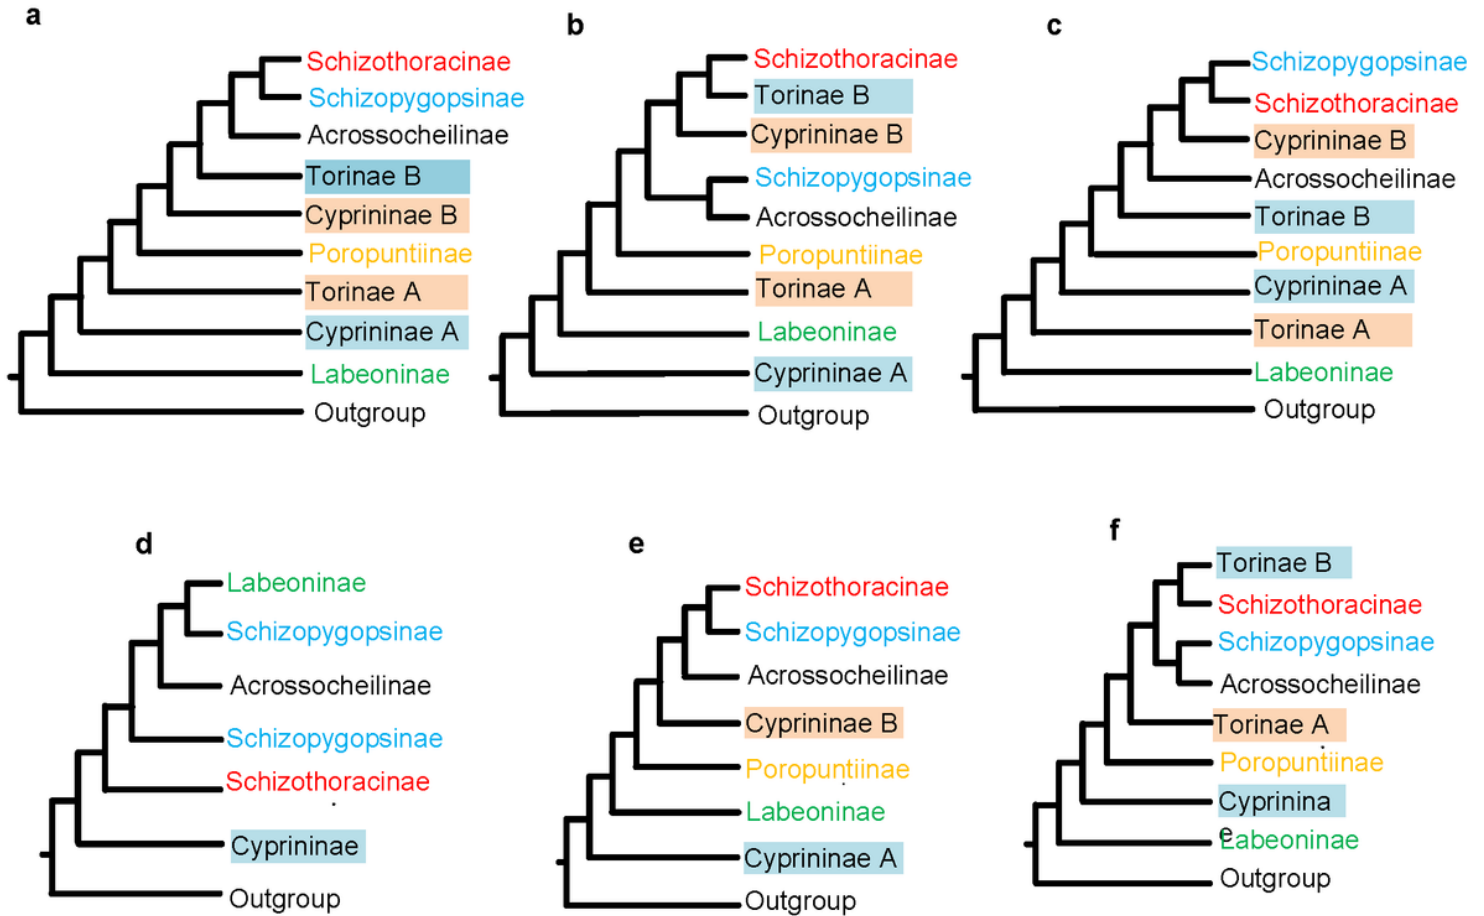 a
Schizothoracinae
Schizopygopsinae
Acrossocheilinae
Torinae B
Cyprininae B
Poropuntiinae
Torinae A
Cyprininae A
Labeoninae
Outgroup
b
Schizothoracinae
Torinae B
Cyprininae B
Schizopygopsinae
Acrossocheilinae
Poropuntiinae
Torinae A
Labeoninae
Cyprininae A
Outgroup
c
Schizopygopsinae
Schizothoracinae
Cyprininae B
Acrossocheilinae
Torinae B
Poropuntiinae
Cyprininae A
Torinae A
Labeoninae
Outgroup
d
Labeoninae
Schizopygopsinae
Acrossocheilinae
Schizopygopsinae
Schizothoracinae
Cyprininae
Outgroup
e
Schizothoracinae
Schizopygopsinae
Acrossocheilinae
Cyprininae B
Poropuntiinae
Labeoninae
Cyprininae A
Outgroup
f
Torinae B
Schizothoracinae
Schizopygopsinae
Acrossocheilinae
Torinae A
Poropuntiinae
Cyprinina
e
Labeoninae
Outgroup